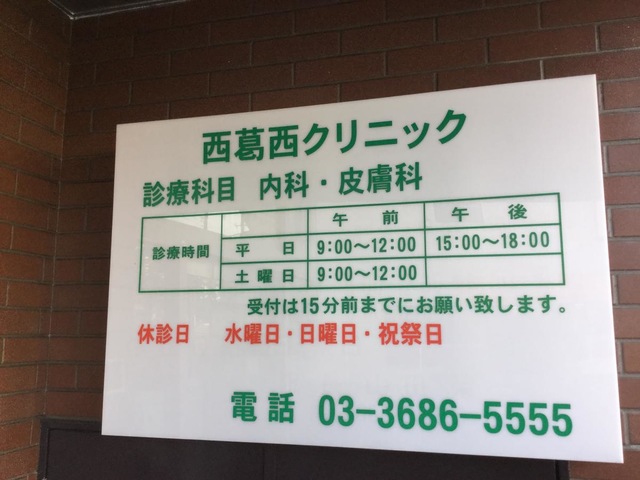 西葛西クリニック
診療科目 内科・皮膚科
午 前 午 後
診療時間 平 日 9:00〜12:00 15:00〜18:00
土曜日 9:00〜12:00
受付は15分前までにお願い致します。
休診日 水曜日・日曜日・祝祭日
電話 03-3686-5555